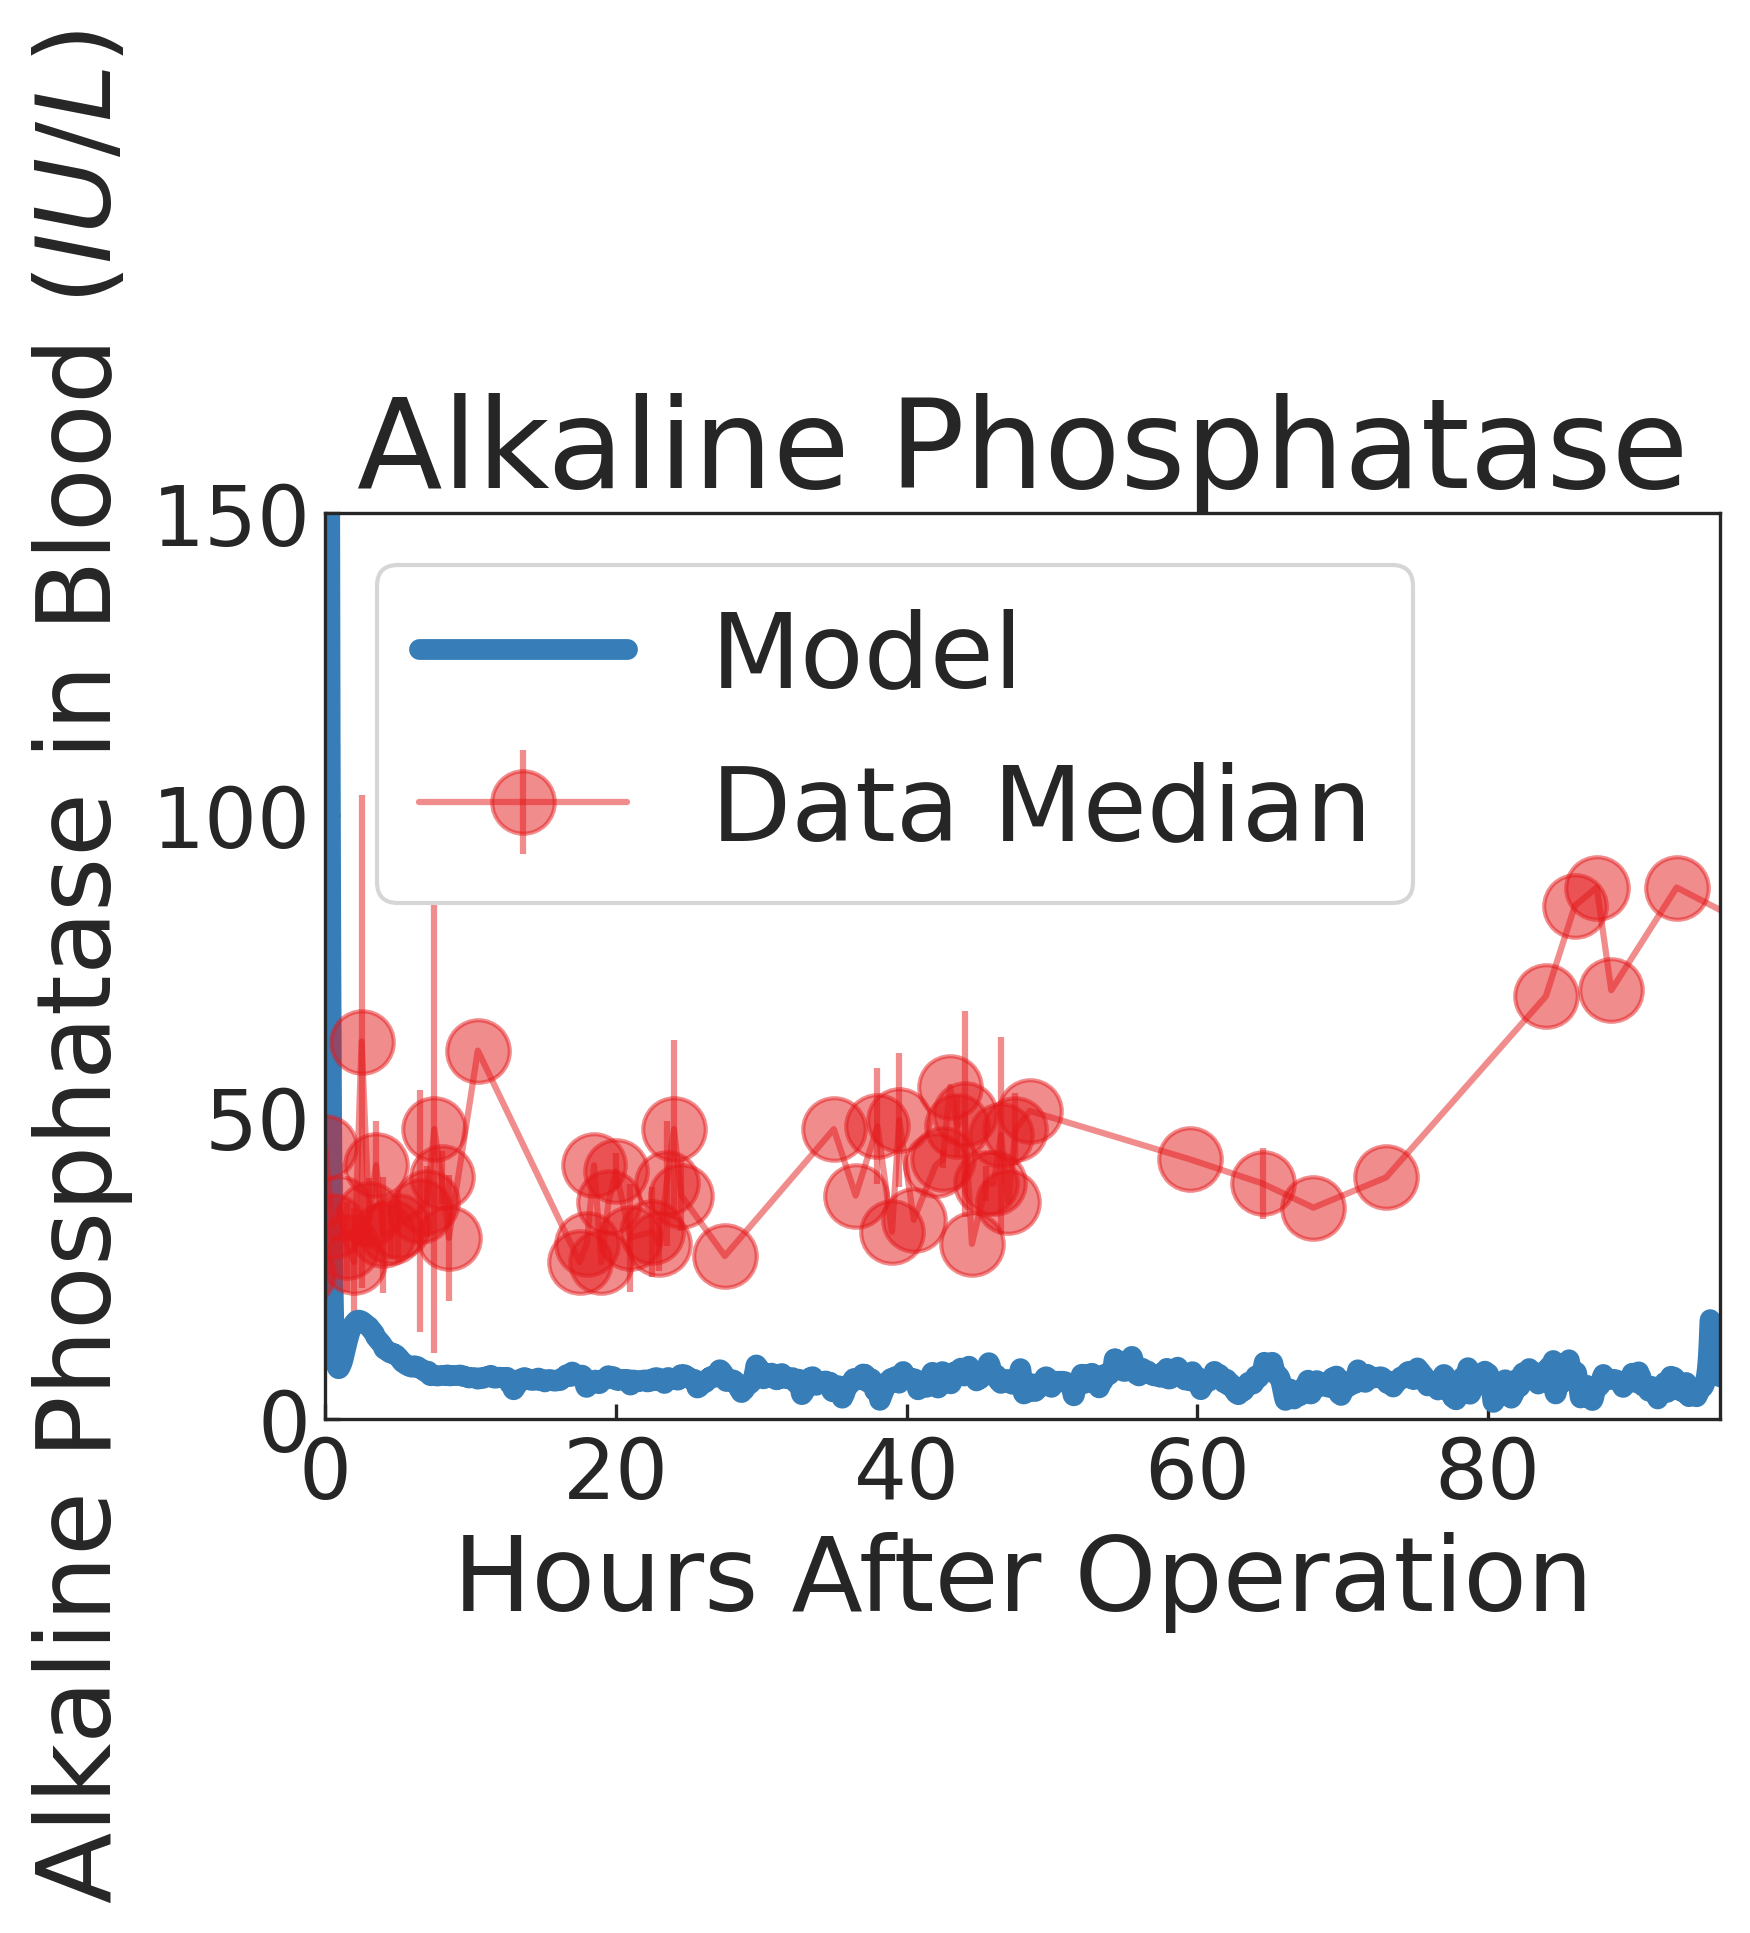 Alkaline Phosphatase
Alkaline Phosphatase in Blood (IU/L)
150
100
50
0
Model
Data Median
0 20 40 60 80
Hours After Operation